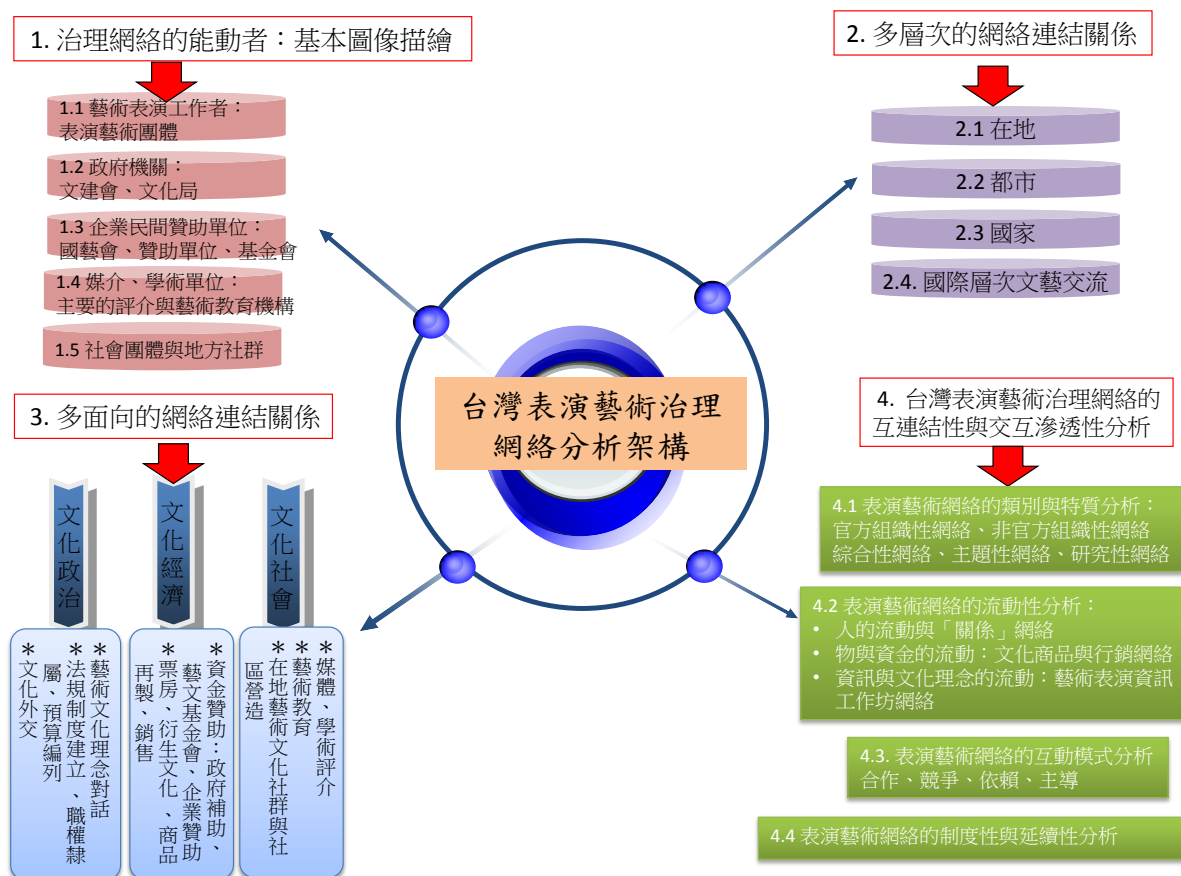 1. 治理網絡的能動者：基本圖像描繪
1.1 藝術表演工作者：
表演藝術團體
1.2 政府機關：
文建會、文化局
1.3 企業民間贊助單位：
國藝會、贊助單位、基金會
1.4 媒介、學術單位：
主要的評介與藝術教育機構
1.5 社會團體與地方社群
2. 多層次的網絡連結關係
2.1 在地
2.2 都市
2.3 國家
2.4. 國際層次文藝交流
台灣表演藝術治理
網絡分析架構
3. 多面向的網絡連結關係
文化政治
＊藝術文化理念對話
＊法規制度建立、職權隸
屬、預算編列
＊文化外交
文化經濟
＊資金贊助：政府補助、
藝文基金會、企業贊助
＊票房、衍生文化、商品
再製、銷售
文化社會
＊媒體、學術評介
＊藝術教育
＊在地藝術文化社群與社
區營造
4. 台灣表演藝術治理網絡的
互連結性與交互滲透性分析
4.1 表演藝術網絡的類別與特質分析：
官方組織性網絡、非官方組織性網絡
綜合性網絡、主題性網絡、研究性網絡
4.2 表演藝術網絡的流動性分析：
• 人的流動與「關係」網絡
• 物與資金的流動：文化商品與行銷網絡
• 資訊與文化理念的流動：藝術表演資訊
工作坊網絡
4.3. 表演藝術網絡的互動模式分析
合作、競爭、依賴、主導
4.4 表演藝術網絡的制度性與延續性分析